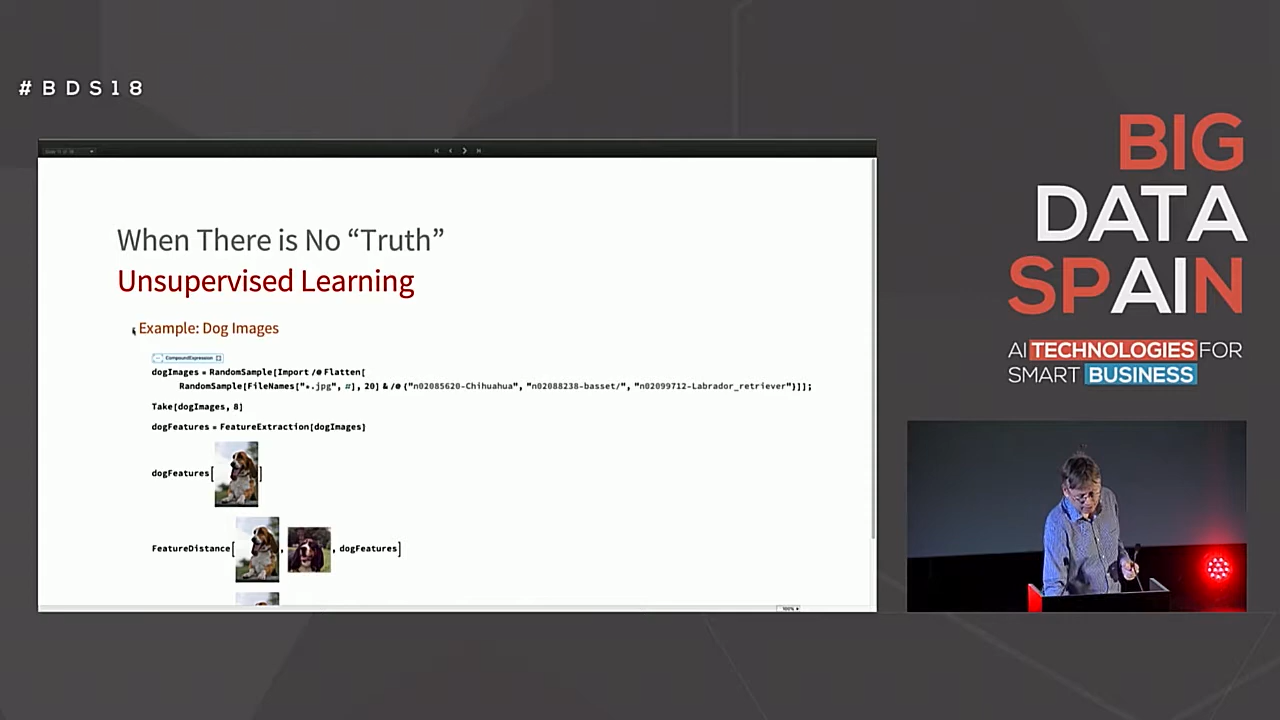 #BDS18
When There is No “Truth”
Unsupervised Learning
Example: Dog Images
CompoundExpression
dogImages = RandomSample[Import /@ Flatten[
RandomSample[FileNames["*.jpg", #], 20] & /@ {"n02085620-Chihuahua", "n02088238-basset/", "n02099712-Labrador_retriever"}]];
Take[dogImages, 8]
dogFeatures = FeatureExtraction[dogImages]
dogFeatures[ ]
FeatureDistance[ , , dogFeatures]
100%
BIG
DATA
SPAIN
AI TECHNOLOGIES FOR
SMART BUSINESS